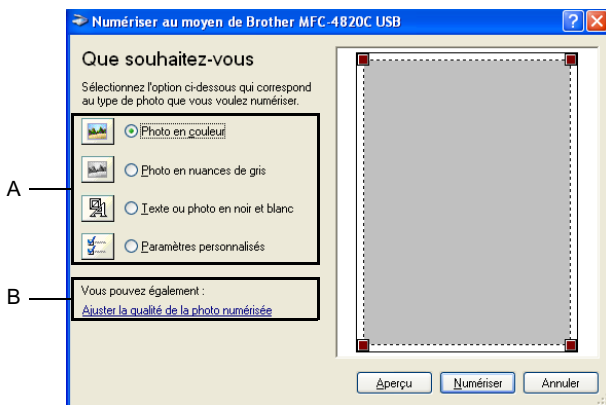 Numériser au moyen de Brother MFC-4820C USB
Que souhaitez-vous
Sélectionnez l'option ci-dessous qui correspond
au type de photo que vous voulez numériser.
A
Photo en couleur
Photo en nuances de gris
Texte ou photo en noir et blanc
Paramètres personnalisés
B
Vous pouvez également :
Ajuster la qualité de la photo numérisée
Aperçu
Numériser
Annuler